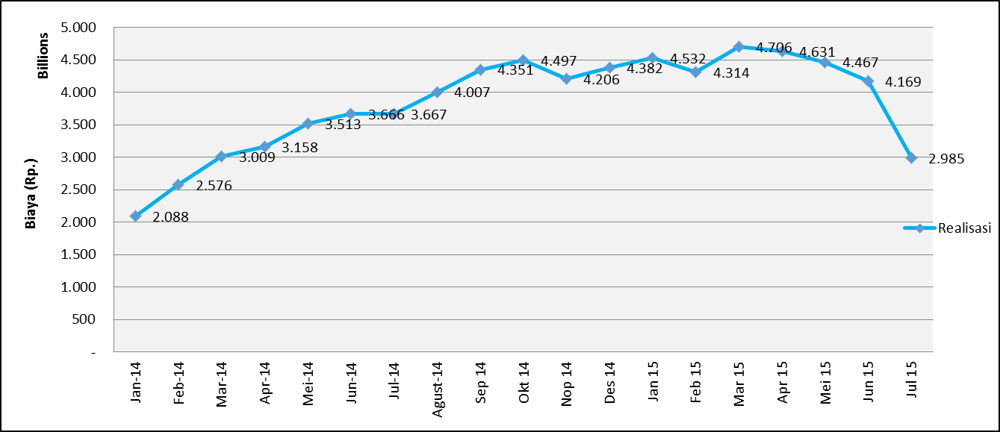 Billions
Biaya (Rp.)
5.000
4.500
4.000
3.500
3.000
2.500
2.000
1.500
1.000
500
-
2.088
2.576
3.009
3.158
3.513
3.666
3.667
4.007
4.351
4.497
4.206
4.382
4.532
4.314
4.706
4.631
4.467
4.169
2.985
Realisasi
Jan-14
Feb-14
Mar-14
Apr-14
Mei-14
Jun-14
Jul-14
Agust-14
Sep 14
Okt 14
Nop 14
Des 14
Jan 15
Feb 15
Mar 15
Apr 15
Mei 15
Jun 15
Jul 15